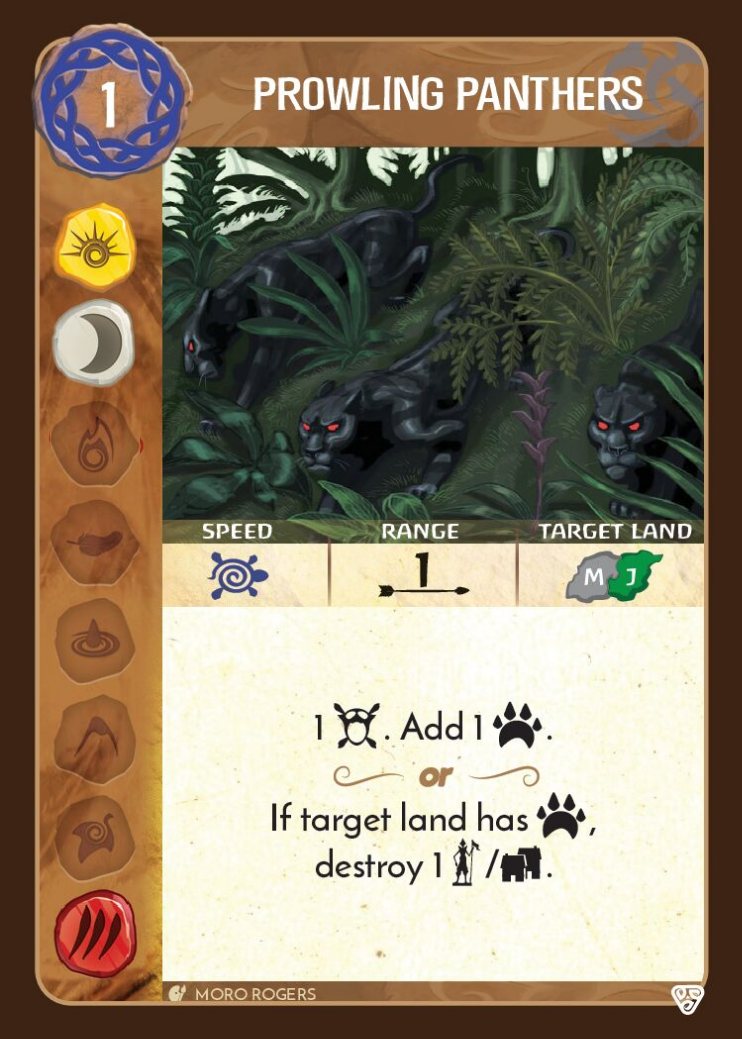 1
PROWLING PANTHERS
SPEED RANGE TARGET LAND
1 M J
1 . Add 1 .
or
If target land has ,
destroy 1 / .
MORO ROGERS